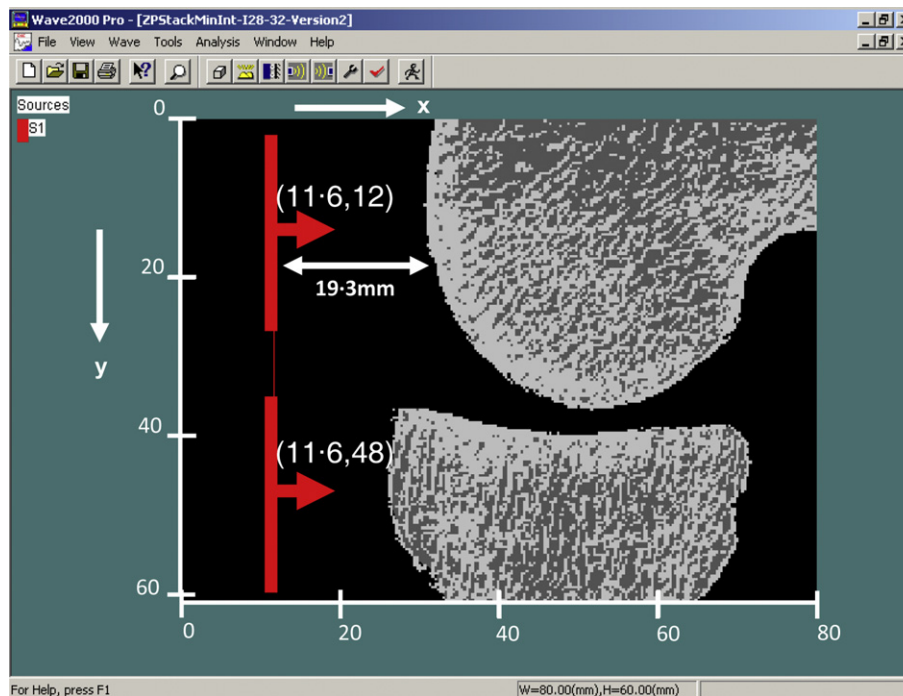 Wave2000 Pro - [ZPStackMinInt-I28-32-Version2]
File View Wave Tools Analysis Window Help
Sources
S1
0
x
(11·6,12)
20
19·3mm
y
40
(11·6,48)
60
0 20 40 60 80
For Help, press F1
W=80.00(mm),H=60.00(mm)